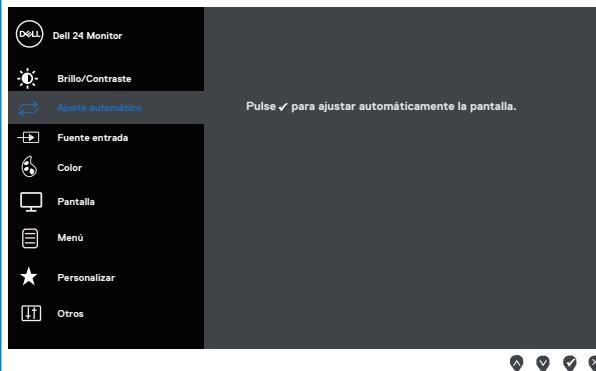 DELL
Dell 24 Monitor
Brillo/Contraste
Ajuste automático
Pulse ✓ para ajustar automáticamente la pantalla.
Fuente entrada
Color
Pantalla
Menú
Personalizar
Otros